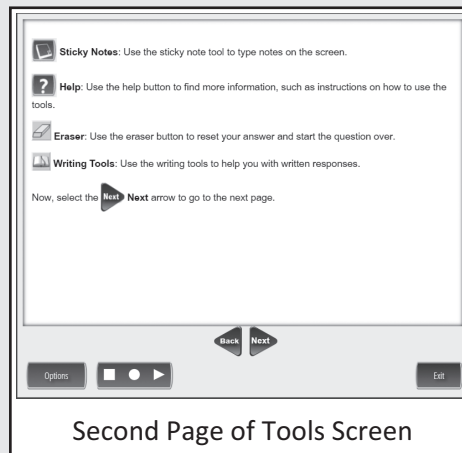 Sticky Notes: Use the sticky note tool to type notes on the screen.
? Help: Use the help button to find more information, such as instructions on how to use the
tools.
Eraser: Use the eraser button to reset your answer and start the question over.
Writing Tools: Use the writing tools to help you with written responses.
Now, select the Next Next arrow to go to the next page.
Back Next
Options Exit
Second Page of Tools Screen